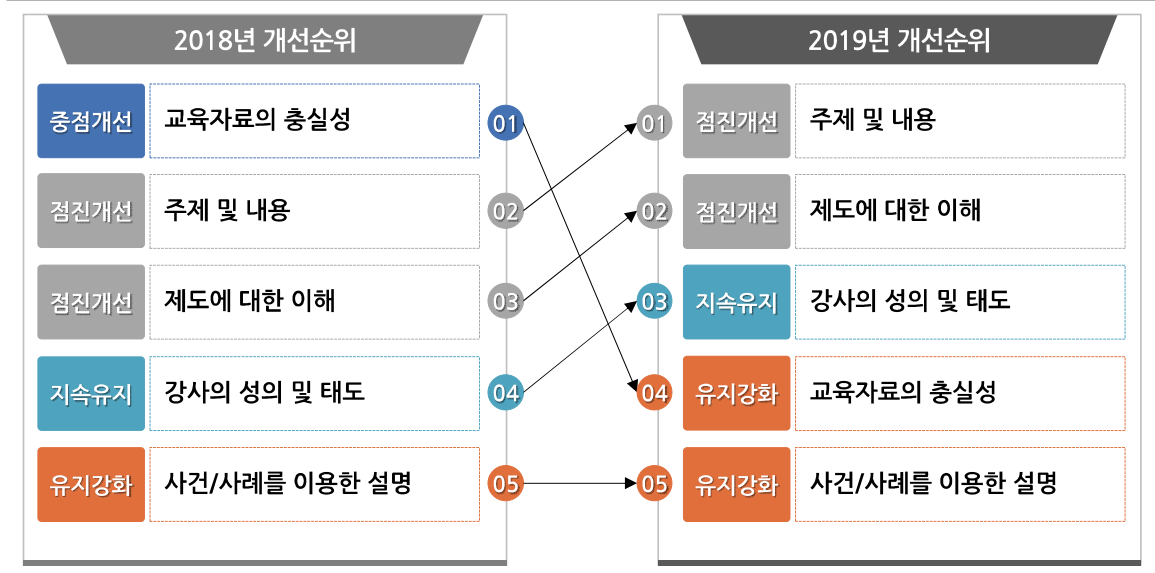 2018년 개선순위
중점개선 교육자료의 충실성 01
점진개선 주제 및 내용 02
점진개선 제도에 대한 이해 03
지속유지 강사의 성의 및 태도 04
유지강화 사건/사례를 이용한 설명 05
2019년 개선순위
01 점진개선 주제 및 내용
02 점진개선 제도에 대한 이해
03 지속유지 강사의 성의 및 태도
04 유지강화 교육자료의 충실성
05 유지강화 사건/사례를 이용한 설명